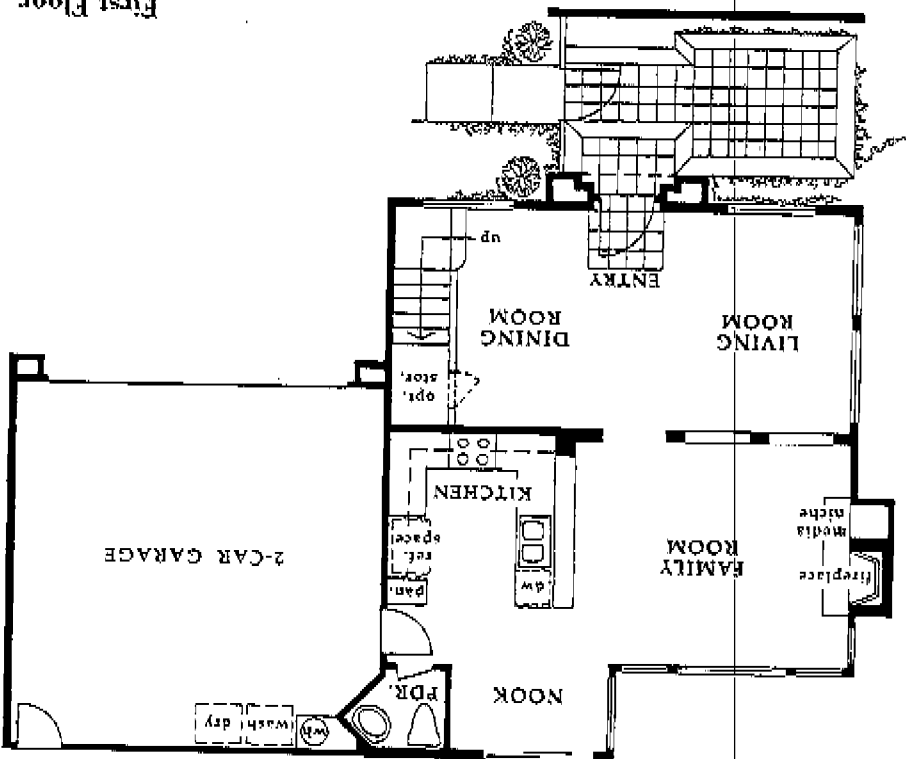 NOOK
PDR.
wh
wash
dry
FAMILY
ROOM
fireplace
media
niche
dw
pan.
ref.
space
KITCHEN
2-CAR GARAGE
LIVING
ROOM
DINING
ROOM
opt.
stor.
ENTRY
up
First Floor